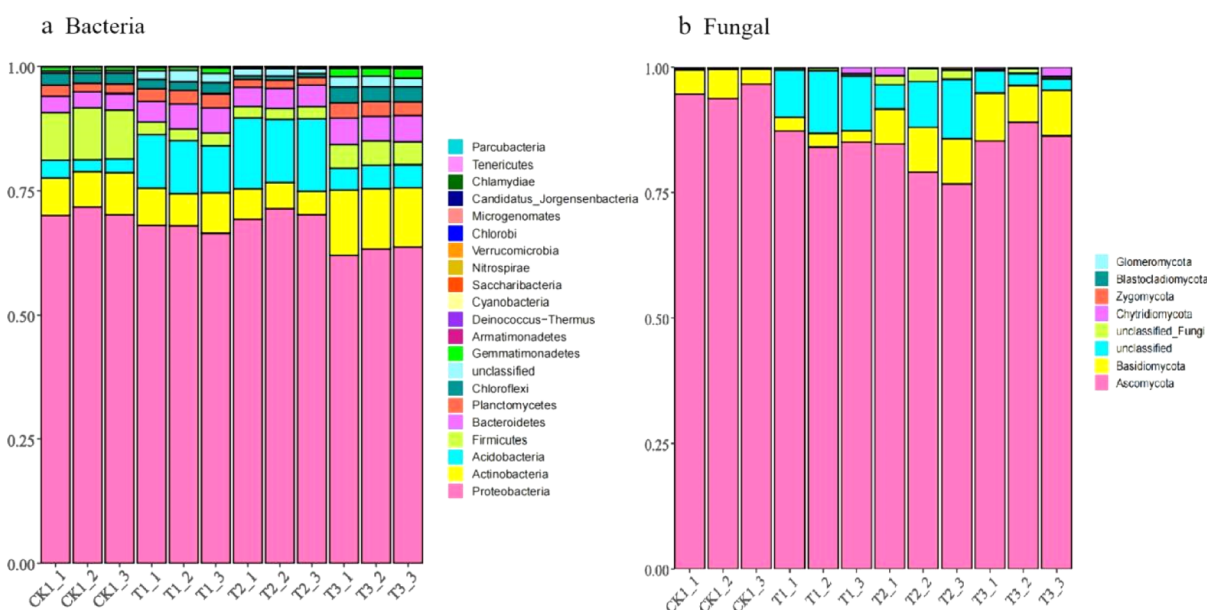 a Bacteria
1.00
0.75
0.50
0.25
0.00
CK1_1
CK1_2
CK1_3
T1_1
T1_2
T1_3
T2_1
T2_2
T2_3
T3_1
T3_2
T3_3
Parcubacteria
Tenericutes
Chlamydiae
Candidatus_Jorgensenbacteria
Microgenomates
Chlorobi
Verrucomicrobia
Nitrospirae
Saccharibacteria
Cyanobacteria
Deinococcus-Thermus
Armatimonadetes
Gemmatimonadetes
unclassified
Chloroflexi
Planctomycetes
Bacteroidetes
Firmicutes
Acidobacteria
Actinobacteria
Proteobacteria
b Fungal
1.00
0.75
0.50
0.25
0.00
CK1_1
CK1_2
CK1_3
T1_1
T1_2
T1_3
T2_1
T2_2
T2_3
T3_1
T3_2
T3_3
Glomeromycota
Blastocladiomycota
Zygomycota
Chytridiomycota
unclassified_Fungi
unclassified
Basidiomycota
Ascomycota